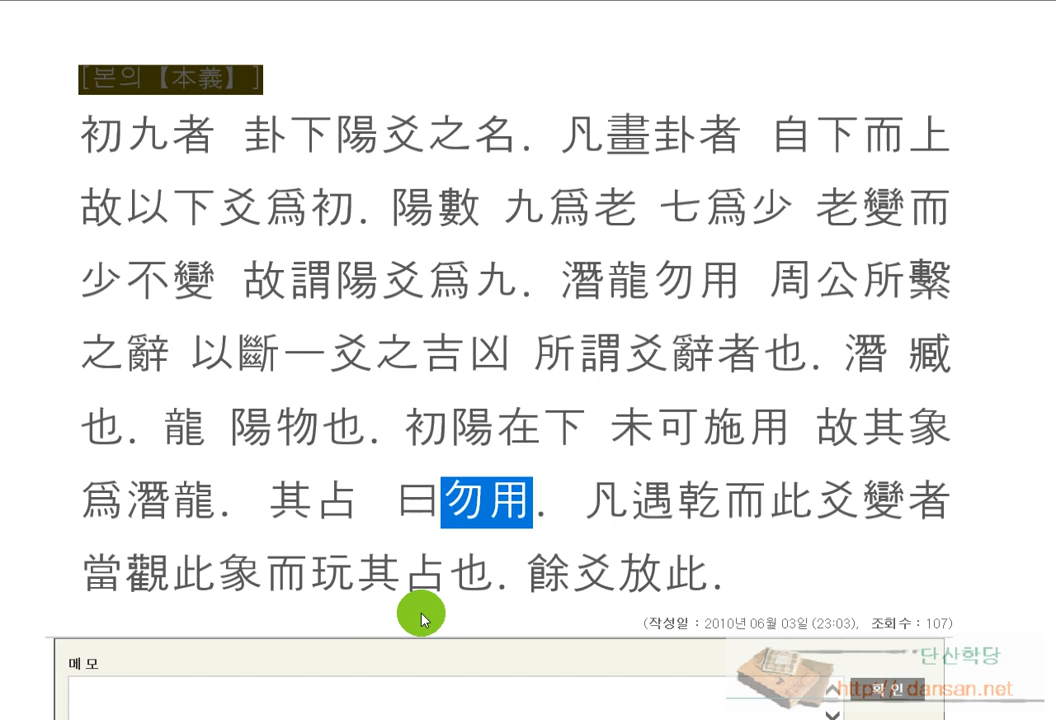 [본의【本義】]
初九者 卦下陽爻之名. 凡畫卦者 自下而上
故以下爻爲初. 陽數 九爲老 七爲少 老變而
少不變 故謂陽爻爲九. 潛龍勿用 周公所繫
之辭 以斷一爻之吉凶 所謂爻辭者也. 潛 臧
也. 龍 陽物也. 初陽在下 未可施用 故其象
爲潛龍. 其占 曰勿用. 凡遇乾而此爻變者
當觀此象而玩其占也. 餘爻放此.
(작성일 : 2010년 06월 03일 (23:03), 조회수 : 107)
메모
단산학당
확인
http://dansan.net